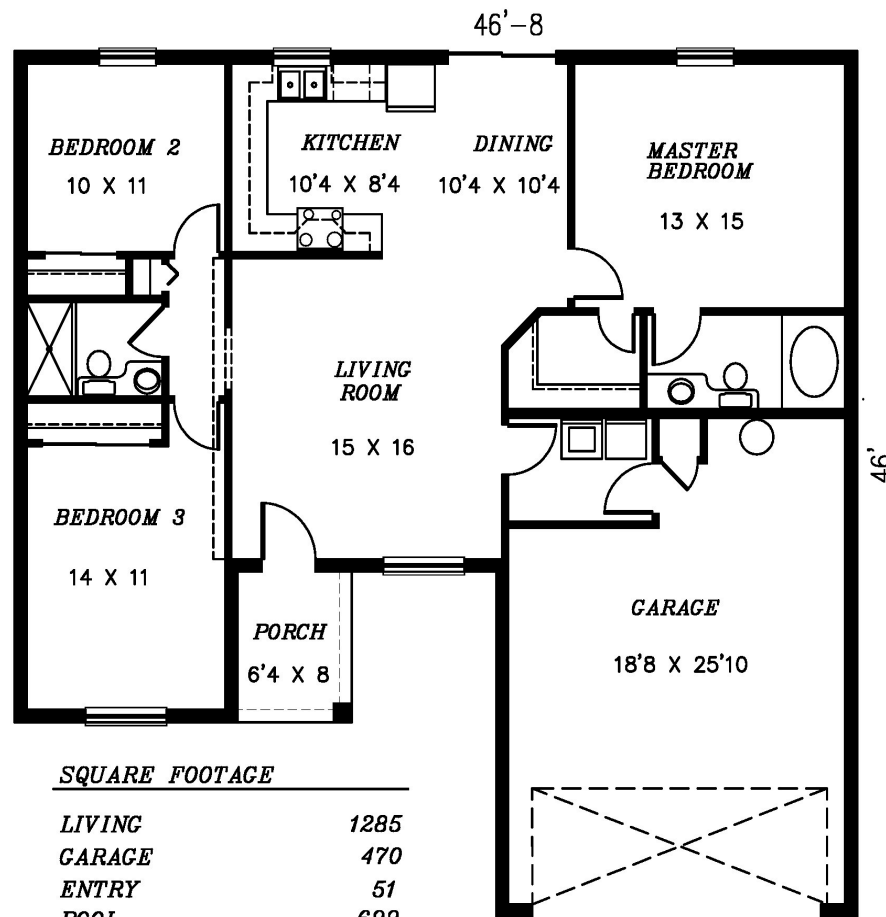 46'-8
BEDROOM 2
10 X 11
KITCHEN
10'4 X 8'4
DINING
10'4 X 10'4
MASTER
BEDROOM
13 X 15
LIVING
ROOM
15 X 16
46'
BEDROOM 3
14 X 11
PORCH
6'4 X 8
GARAGE
18'8 X 25'10
SQUARE FOOTAGE
LIVING 1285
GARAGE 470
ENTRY 51